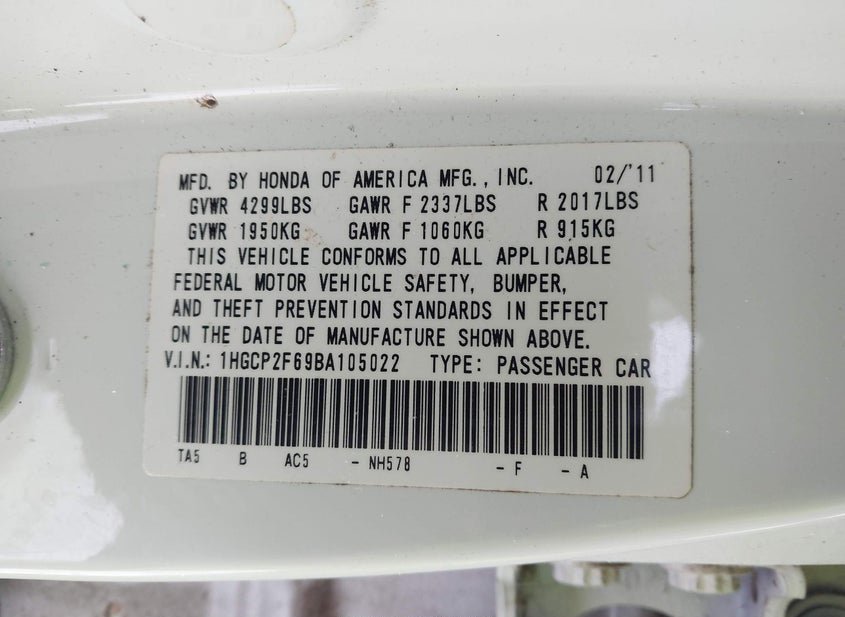 MFD. BY HONDA OF AMERICA MFG., INC. 02/'11
GVWR 4299LBS GAWR F 2337LBS R 2017LBS
GVWR 1950KG GAWR F 1060KG R 915KG
THIS VEHICLE CONFORMS TO ALL APPLICABLE
FEDERAL MOTOR VEHICLE SAFETY, BUMPER,
AND THEFT PREVENTION STANDARDS IN EFFECT
ON THE DATE OF MANUFACTURE SHOWN ABOVE.
V.I.N.: 1HGCP2F69BA105022 TYPE: PASSENGER CAR
TA5 B AC5 - NH578 - F - A